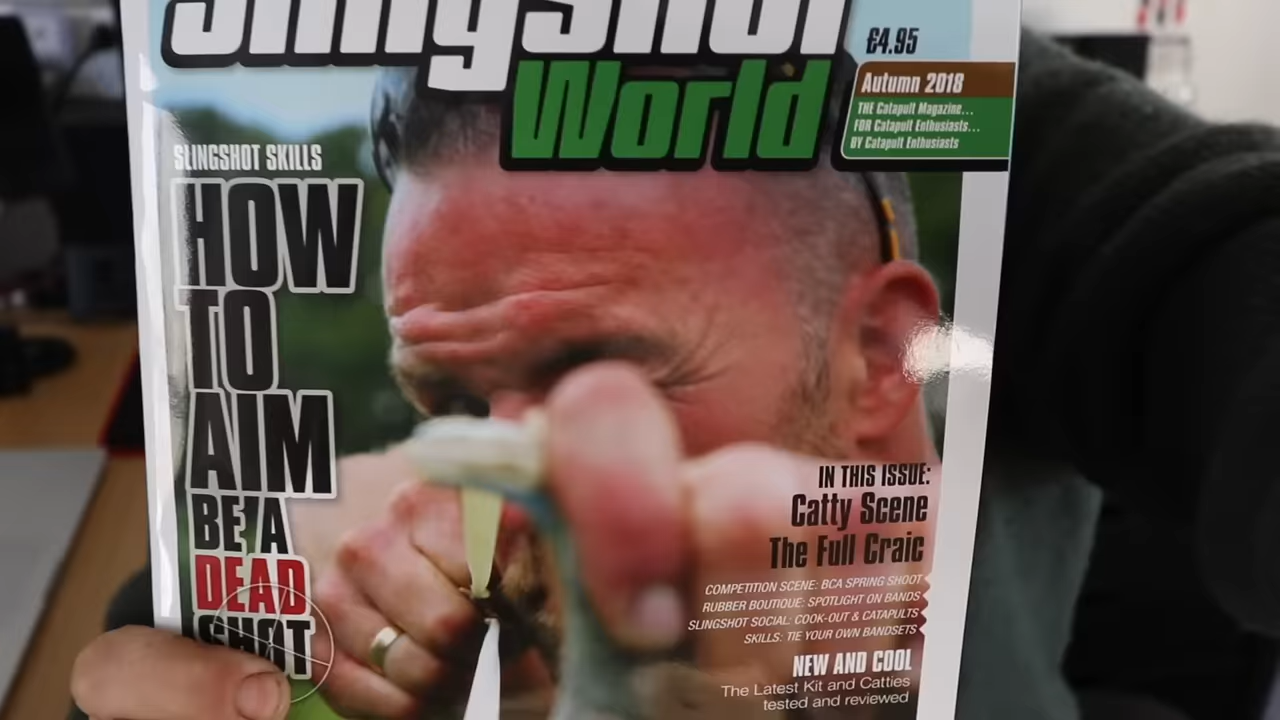 Slingshot
World
£4.95
Autumn 2018
THE Catapult Magazine...
FOR Catapult Enthusiasts...
BY Catapult Enthusiasts
SLINGSHOT SKILLS
HOW
TO
AIM
BE A
DEAD
SHOT
IN THIS ISSUE:
Catty Scene
The Full Craic
COMPETITION SCENE: BCA SPRING SHOOT
RUBBER BOUTIQUE: SPOTLIGHT ON BANDS
SLINGSHOT SOCIAL: COOK-OUT & CATAPULTS
SKILLS: TIE YOUR OWN BANDSETS
NEW AND COOL
The Latest Kit and Catties
tested and reviewed